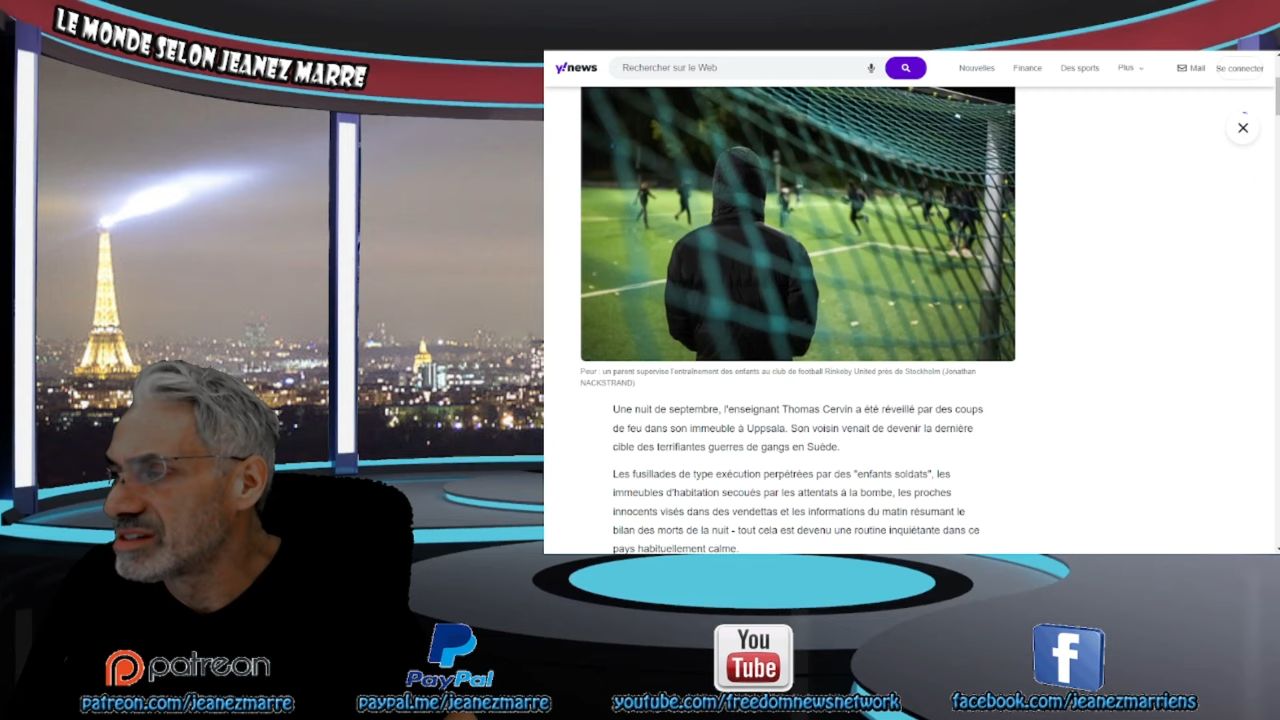 LE MONDE SELON JEANEZ MARRE
y!news
Rechercher sur le Web
Nouvelles
Finance
Des sports
Plus
Mail
Se connecter
Peur : un parent supervise l'entraînement des enfants au club de football Rinkeby United près de Stockholm (Jonathan
NACKSTRAND)
Une nuit de septembre, l'enseignant Thomas Cervin a été réveillé par des coups
de feu dans son immeuble à Uppsala. Son voisin venait de devenir la dernière
cible des terrifiantes guerres de gangs en Suède.
Les fusillades de type exécution perpétrées par des "enfants soldats", les
immeubles d'habitation secoués par les attentats à la bombe, les proches
innocents visés dans des vendettas et les informations du matin résumant le
bilan des morts de la nuit - tout cela est devenu une routine inquiétante dans ce
pays habituellement calme.
patreon
PayPal
You
Tube
f
patreon.com/jeanezmarre
paypal.me/jeanezmarre
youtube.com/freedomnewsnetwork
facebook.com/jeanezmarriens